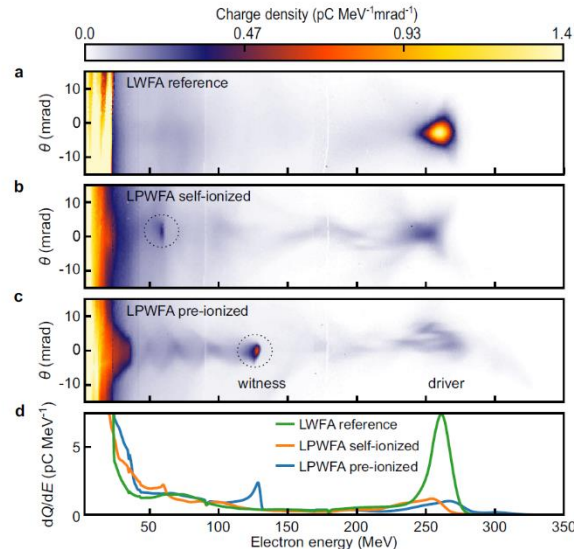 Charge density (pC MeV⁻¹mrad⁻¹)
0.0 0.47 0.93 1.4
a
LWFA reference
θ (mrad)
10
0
-10
b
LPWFA self-ionized
θ (mrad)
10
0
-10
c
LPWFA pre-ionized
θ (mrad)
10
0
-10
witness driver
d
dQ/dE (pC MeV⁻¹)
5
0
LWFA reference
LPWFA self-ionized
LPWFA pre-ionized
50 100 150 200 250 300 350
Electron energy (MeV)